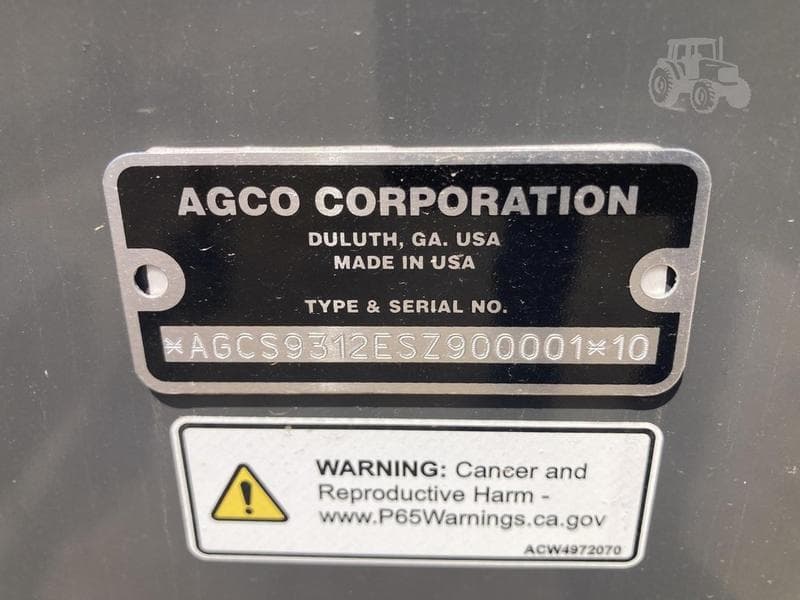 AGCO CORPORATION
DULUTH, GA. USA
MADE IN USA
TYPE & SERIAL NO.
*AGCS9312ESZ900001*10
WARNING: Cancer and
Reproductive Harm -
www.P65Warnings.ca.gov
ACW4972070